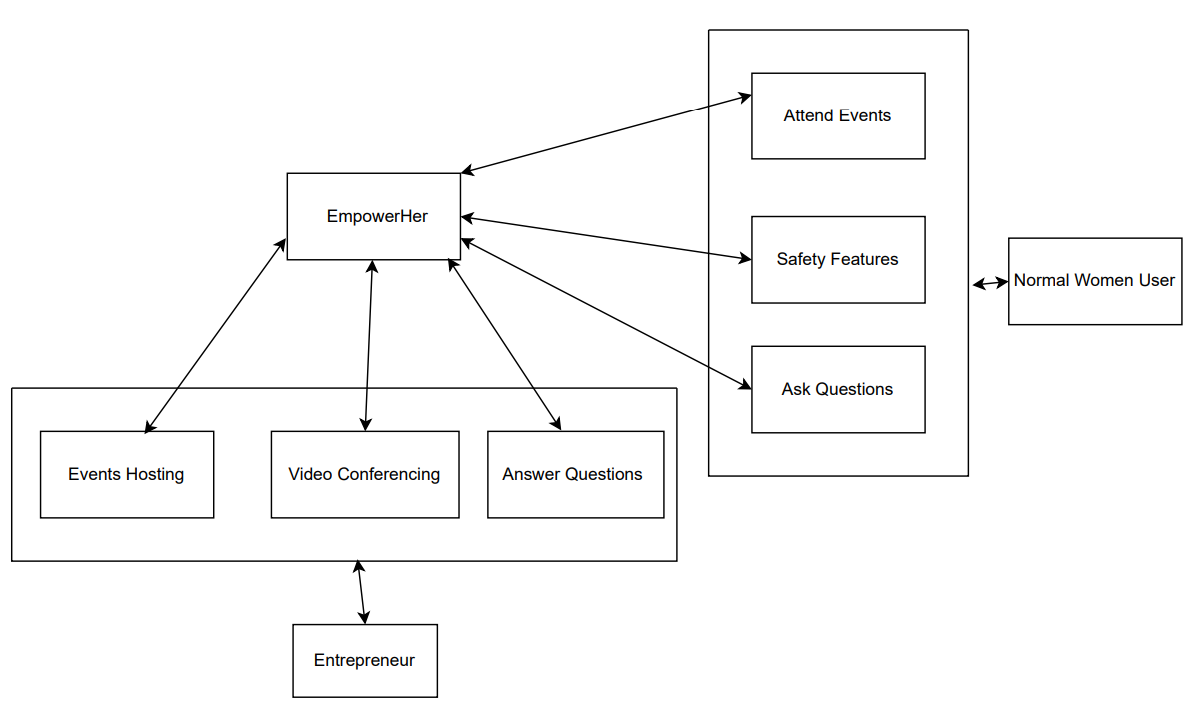 Attend Events
EmpowerHer
Safety Features
Normal Women User
Ask Questions
Events Hosting
Video Conferencing
Answer Questions
Entrepreneur